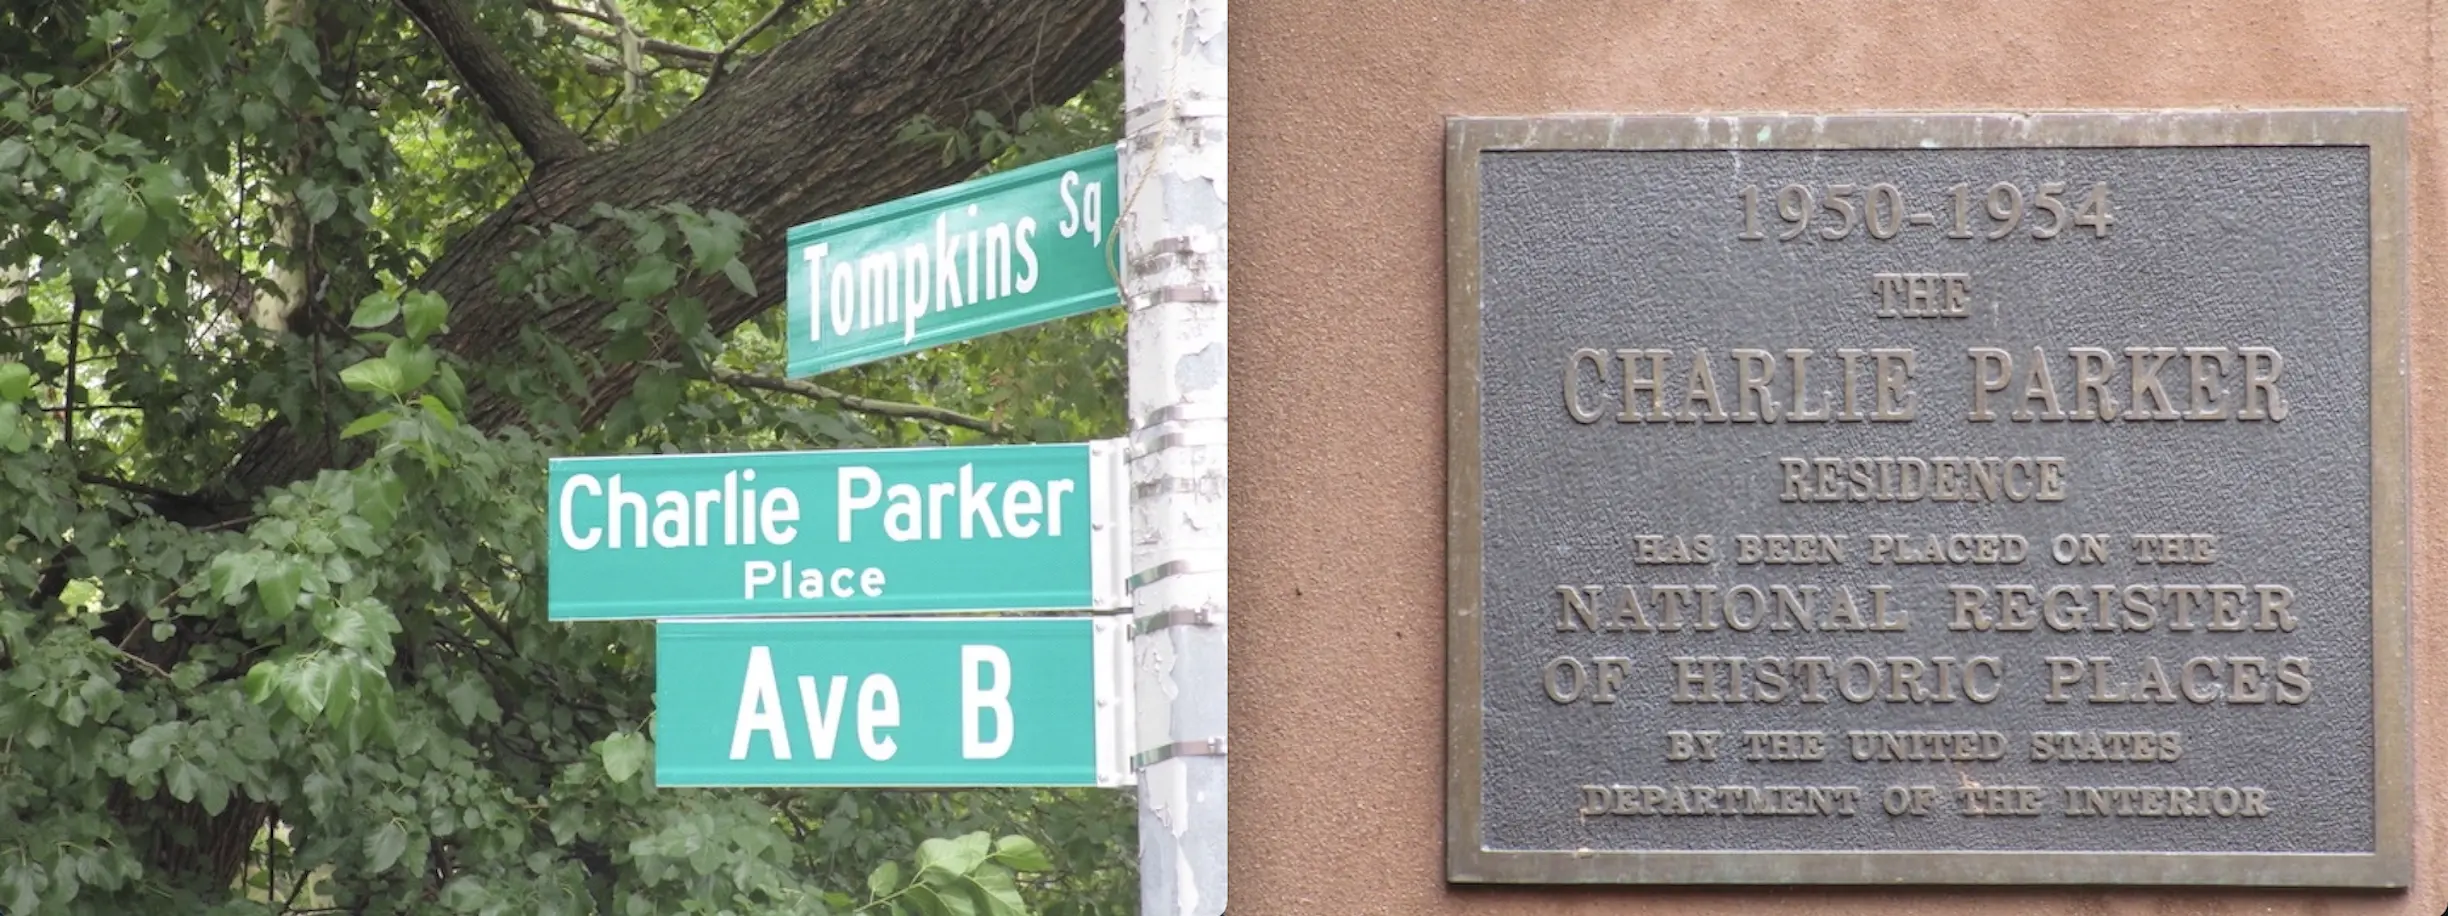 Tompkins Sq
Charlie Parker
Place
Ave B
1950-1954
THE
CHARLIE PARKER
RESIDENCE
HAS BEEN PLACED ON THE
NATIONAL REGISTER
OF HISTORIC PLACES
BY THE UNITED STATES
DEPARTMENT OF THE INTERIOR